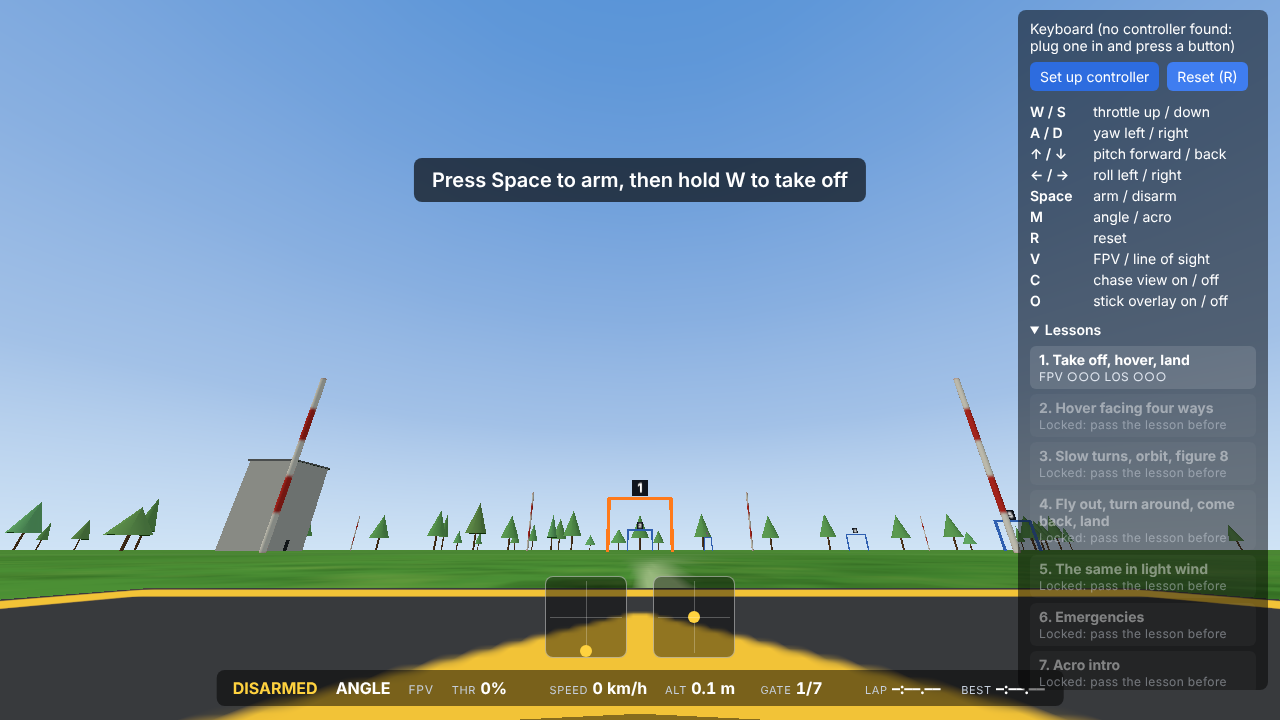 Keyboard (no controller found:
plug one in and press a button)
Set up controller
Reset (R)
W / S throttle up / down
A / D yaw left / right
↑ / ↓ pitch forward / back
← / → roll left / right
Space arm / disarm
M angle / acro
R reset
V FPV / line of sight
C chase view on / off
O stick overlay on / off
▼ Lessons
1. Take off, hover, land
FPV ○○○ LOS ○○○
2. Hover facing four ways
Locked: pass the lesson before
3. Slow turns, orbit, figure 8
Locked: pass the lesson before
4. Fly out, turn around, come
back, land
Locked: pass the lesson before
5. The same in light wind
Locked: pass the lesson before
6. Emergencies
Locked: pass the lesson before
7. Acro intro
Locked: pass the lesson before
Press Space to arm, then hold W to take off
1
DISARMED ANGLE FPV THR 0% SPEED 0 km/h ALT 0.1 m GATE 1/7 LAP –:––.–– BEST –:––.––